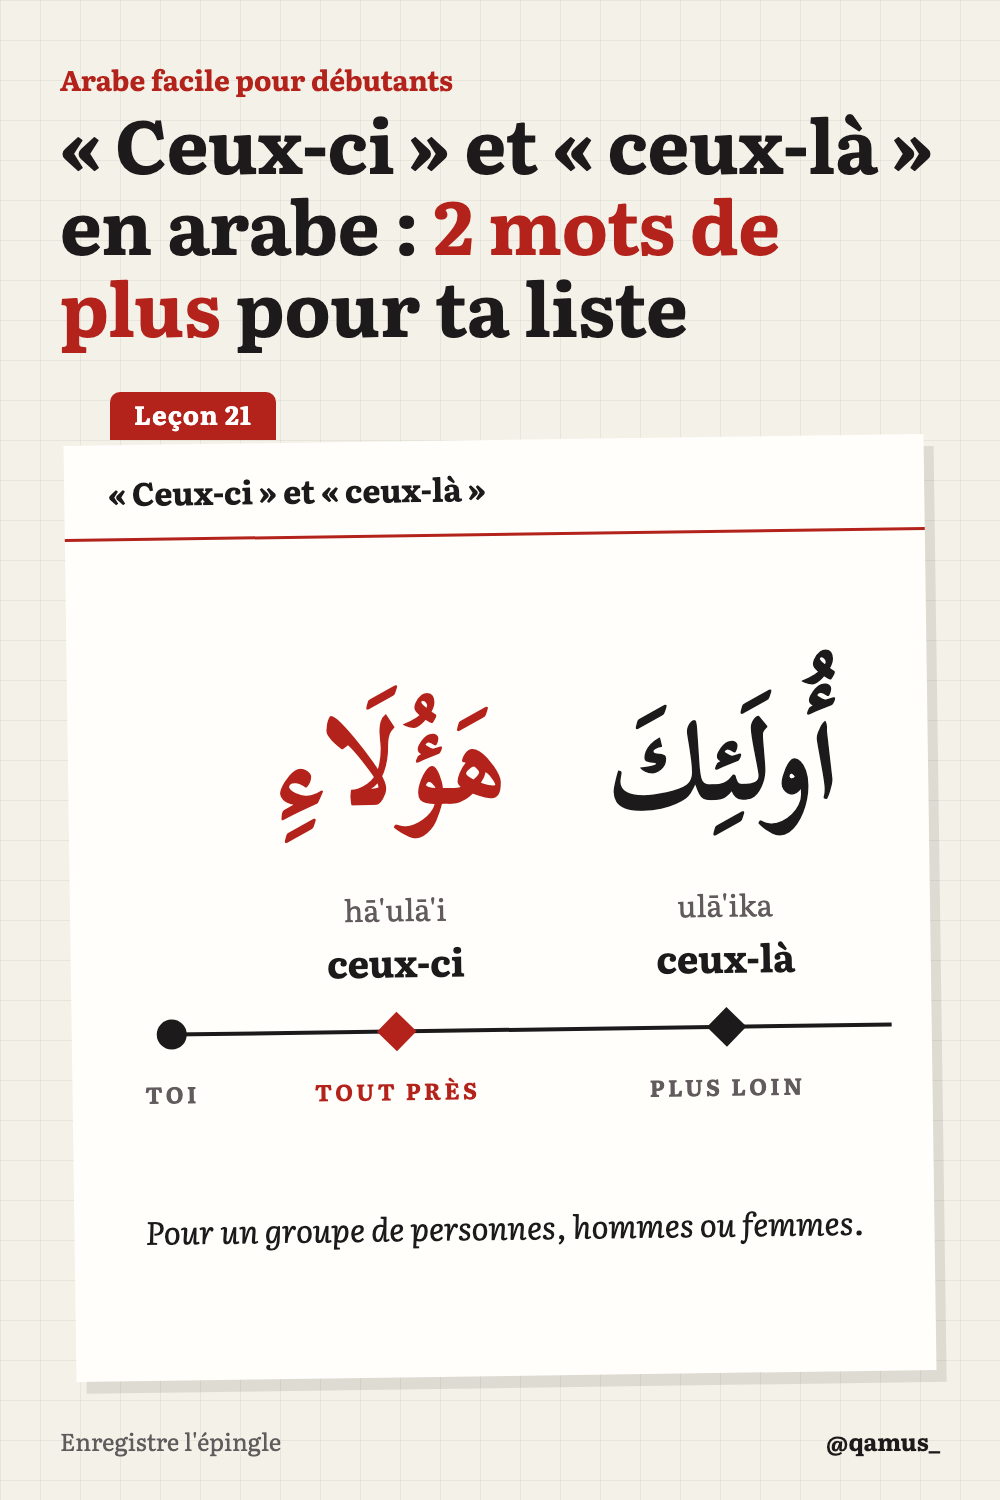 Arabe facile pour débutants
« Ceux-ci » et « ceux-là »
en arabe : 2 mots de
plus pour ta liste
Leçon 21
« Ceux-ci » et « ceux-là »
هَؤُلَاءِ
أُولَئِكَ
hā'ulā'i
ulā'ika
ceux-ci
ceux-là
TOI
TOUT PRÈS
PLUS LOIN
Pour un groupe de personnes, hommes ou femmes.
Enregistre l'épingle
@qamus_